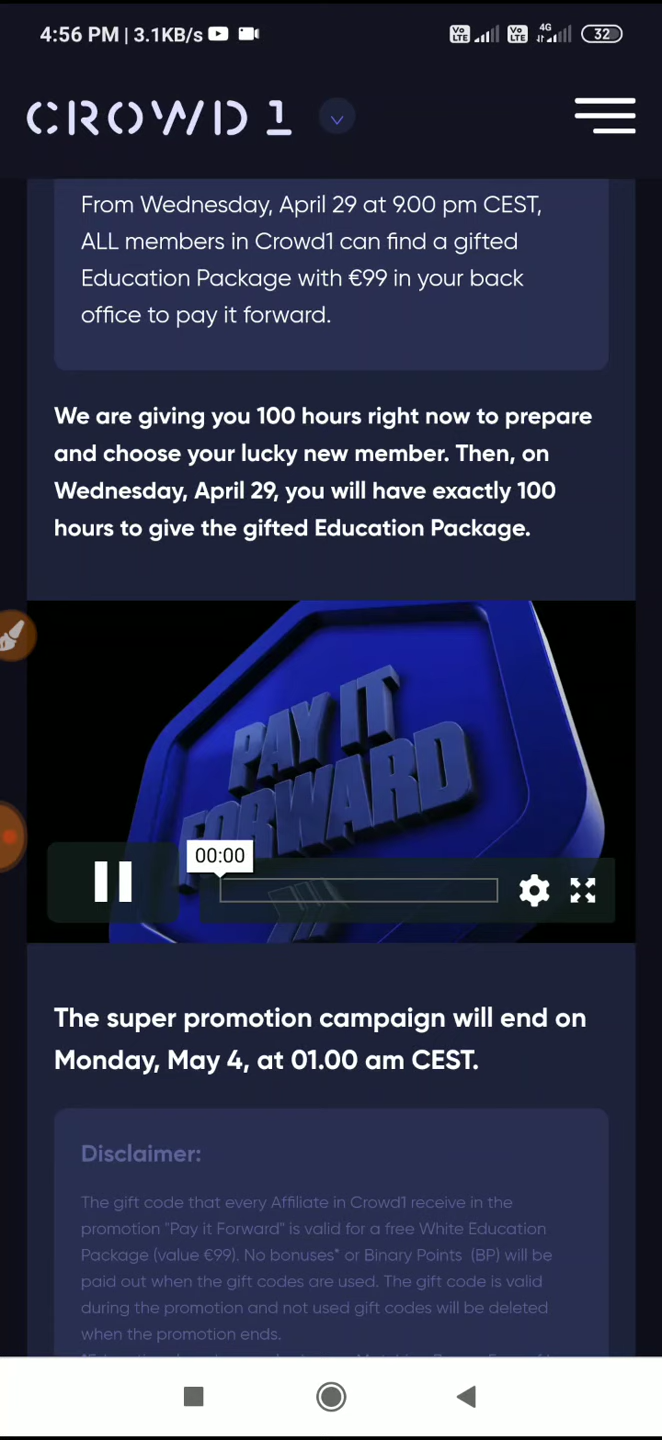 4:56 PM | 3.1KB/s
Vo LTE Vo LTE 4G 32
CROWD 1
From Wednesday, April 29 at 9.00 pm CEST,
ALL members in Crowd1 can find a gifted
Education Package with €99 in your back
office to pay it forward.
We are giving you 100 hours right now to prepare
and choose your lucky new member. Then, on
Wednesday, April 29, you will have exactly 100
hours to give the gifted Education Package.
PAY IT
FORWARD
00:00
The super promotion campaign will end on
Monday, May 4, at 01.00 am CEST.
Disclaimer:
The gift code that every Affiliate in Crowd1 receive in the
promotion "Pay it Forward" is valid for a free White Education
Package (value €99). No bonuses* or Binary Points (BP) will be
paid out when the gift codes are used. The gift code is valid
during the promotion and not used gift codes will be deleted
when the promotion ends.